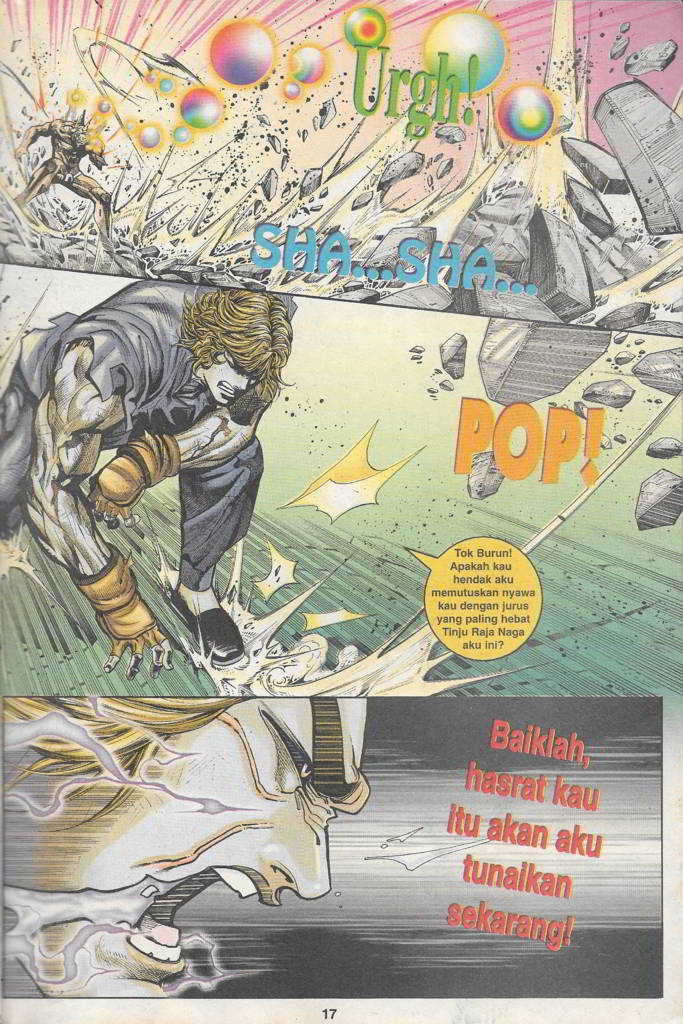 Urgh!
SHA...SHA...
POP!
Tok Burun!
Apakah kau
hendak aku
memutuskan nyawa
kau dengan jurus
yang paling hebat
Tinju Raja Naga
aku ini?
Baiklah,
hasrat kau
itu akan aku
tunaikan
sekarang!
17